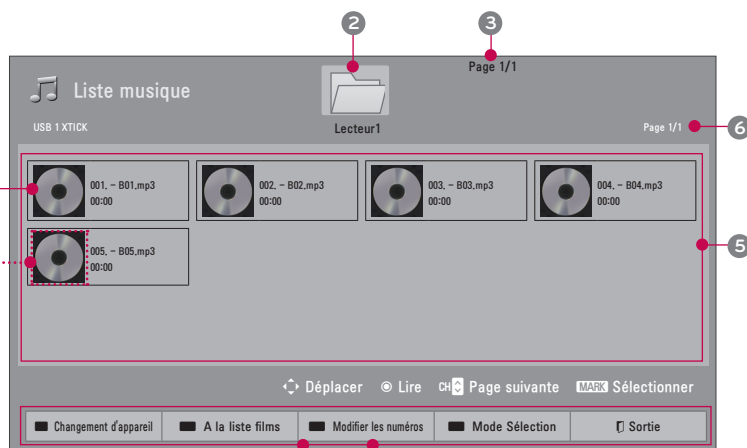 2
3
Page 1/1
Liste musique
USB 1 XTICK
Lecteur1
Page 1/1
6
001. - B01.mp3
00:00
002. - B02.mp3
00:00
003. - B03.mp3
00:00
004. - B04.mp3
00:00
5
005. - B05.mp3
00:00
Déplacer
Lire
CH
Page suivante
MARK
Sélectionner
Changement d'appareil
A la liste films
Modifier les numéros
Mode Sélection
Sortie